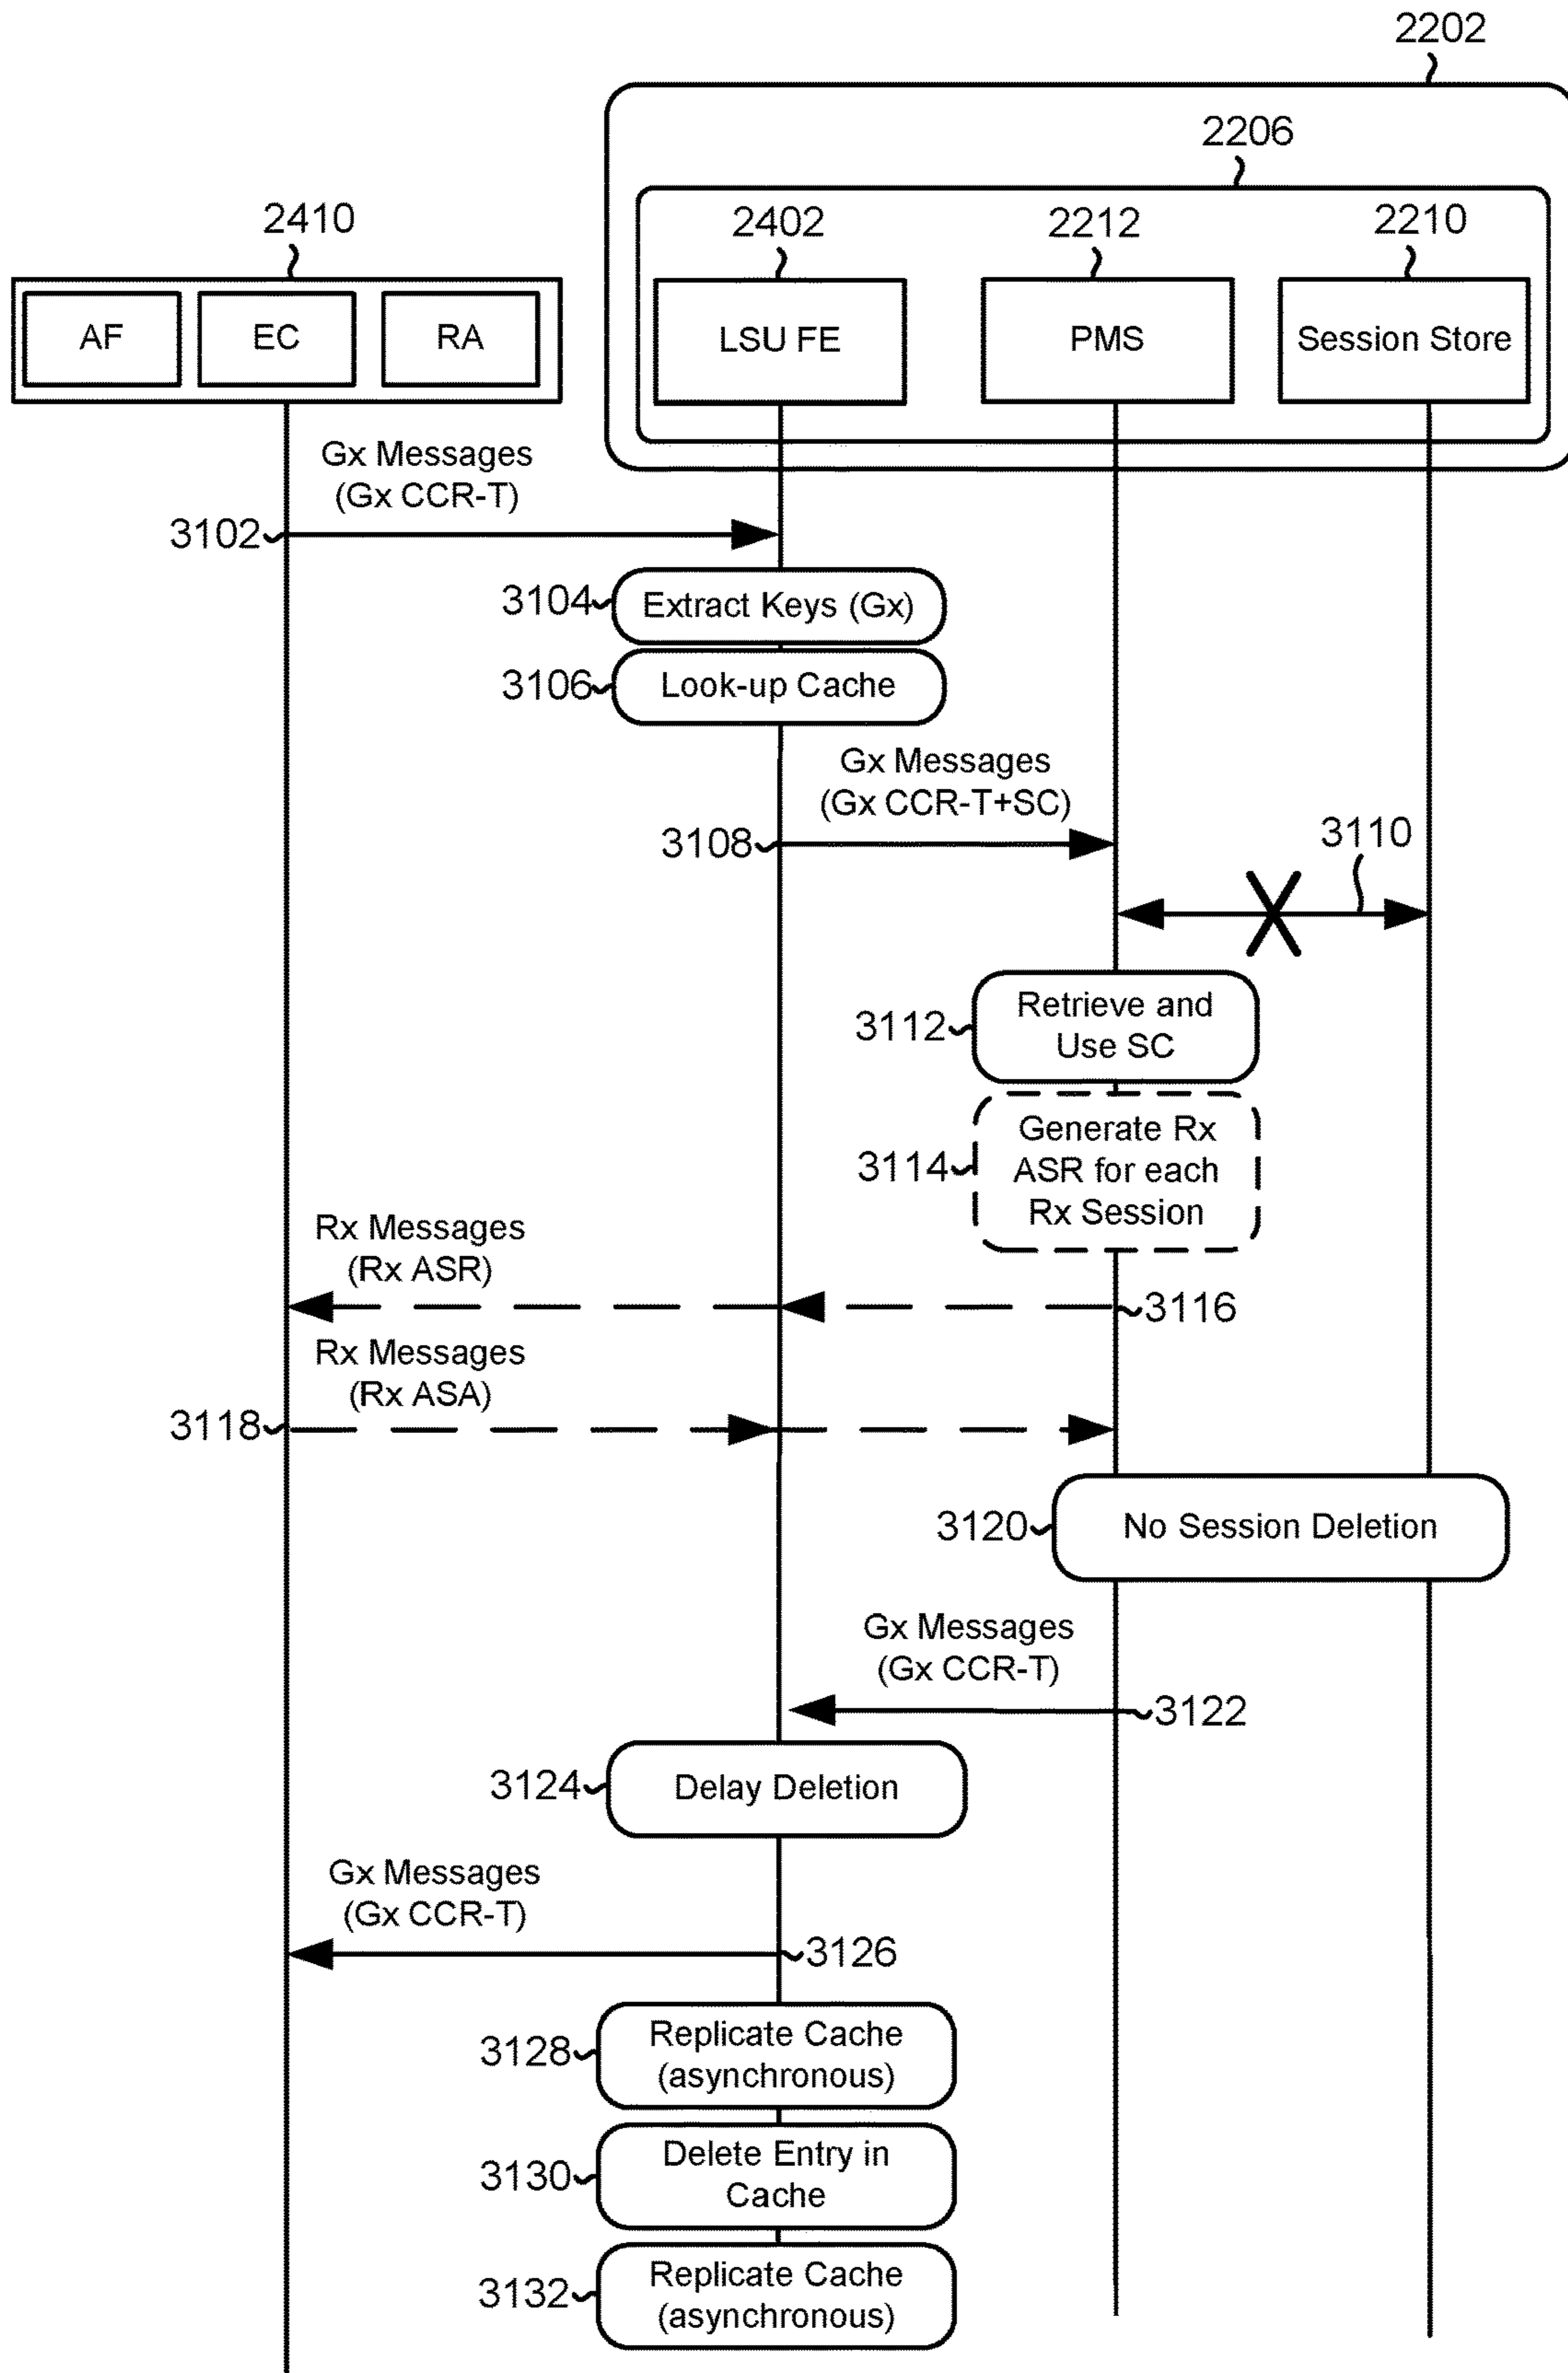 2202
2206
2410
2402
2212
2210
AF
EC
RA
LSU FE
PMS
Session Store
Gx Messages
(Gx CCR-T)
3102
3104
Extract Keys (Gx)
3106
Look-up Cache
Gx Messages
(Gx CCR-T+SC)
3108
3110
3112
Retrieve and
Use SC
3114
Generate Rx
ASR for each
Rx Session
Rx Messages
(Rx ASR)
3116
Rx Messages
(Rx ASA)
3118
3120
No Session Deletion
Gx Messages
(Gx CCR-T)
3122
3124
Delay Deletion
Gx Messages
(Gx CCR-T)
3126
3128
Replicate Cache
(asynchronous)
3130
Delete Entry in
Cache
3132
Replicate Cache
(asynchronous)